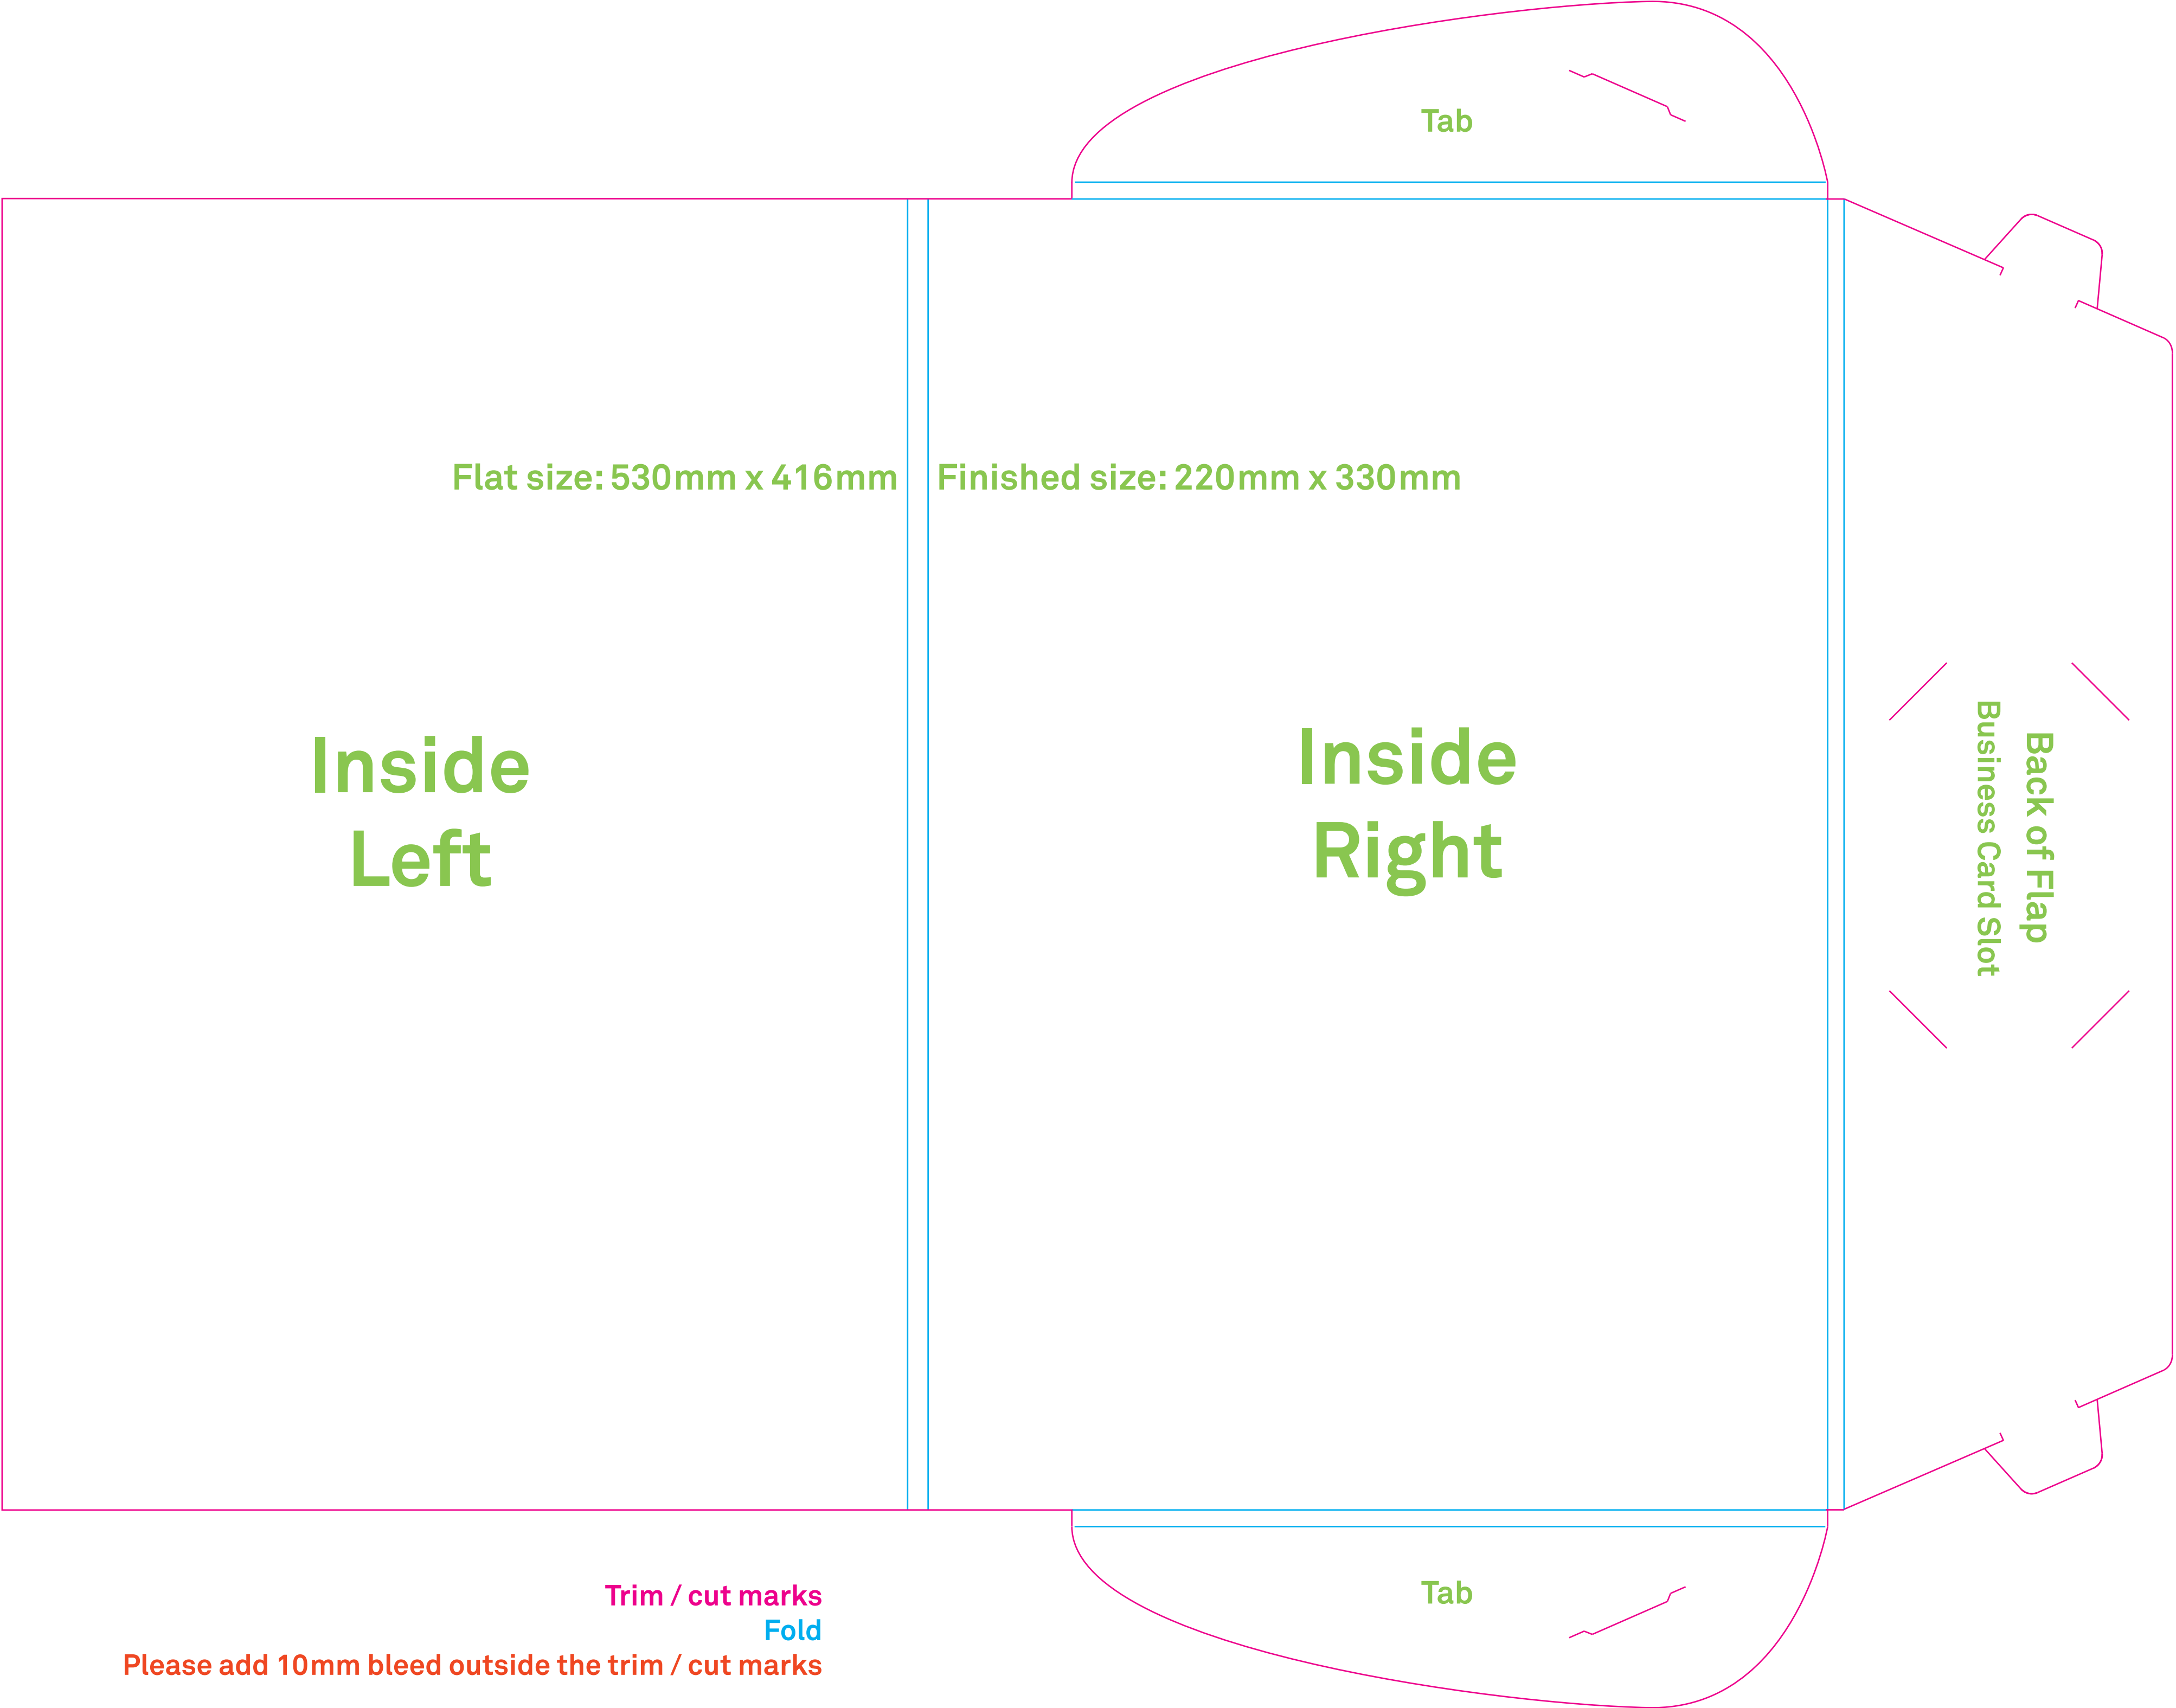 Tab
Flat size: 530mm x 416mm
Finished size: 220mm x 330mm
Inside
Left
Inside
Right
Back of Flap
Business Card Slot
Trim / cut marks
Fold
Please add 10mm bleed outside the trim / cut marks
Tab